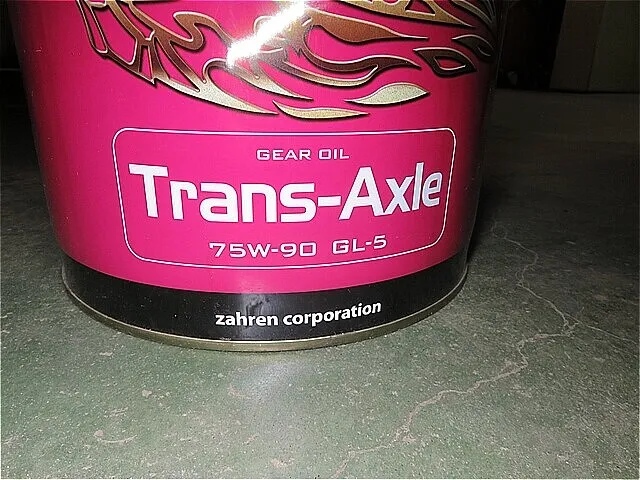 GEAR OIL
Trans-Axle
75W-90 GL-5
zahren corporation